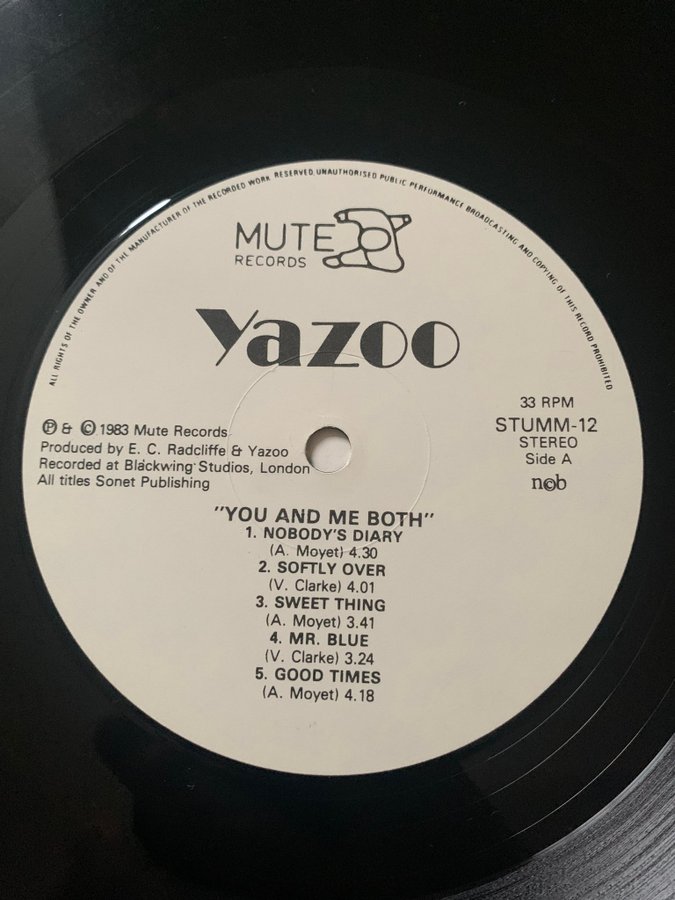 ALL RIGHTS OF THE OWNER AND OF THE MANUFACTURER OF THE RECORDED WORK RESERVED. UNAUTHORISED PUBLIC PERFORMANCE BROADCASTING AND COPYING OF THIS RECORD PROHIBITED
MUTE
RECORDS
yazoo
33 RPM
STUMM-12
STEREO
Side A
n©b
℗ & © 1983 Mute Records
Produced by E. C. Radcliffe & Yazoo
Recorded at Blackwing Studios, London
All titles Sonet Publishing
"YOU AND ME BOTH"
1. NOBODY'S DIARY
(A. Moyet) 4.30
2. SOFTLY OVER
(V. Clarke) 4.01
3. SWEET THING
(A. Moyet) 3.41
4. MR. BLUE
(V. Clarke) 3.24
5. GOOD TIMES
(A. Moyet) 4.18